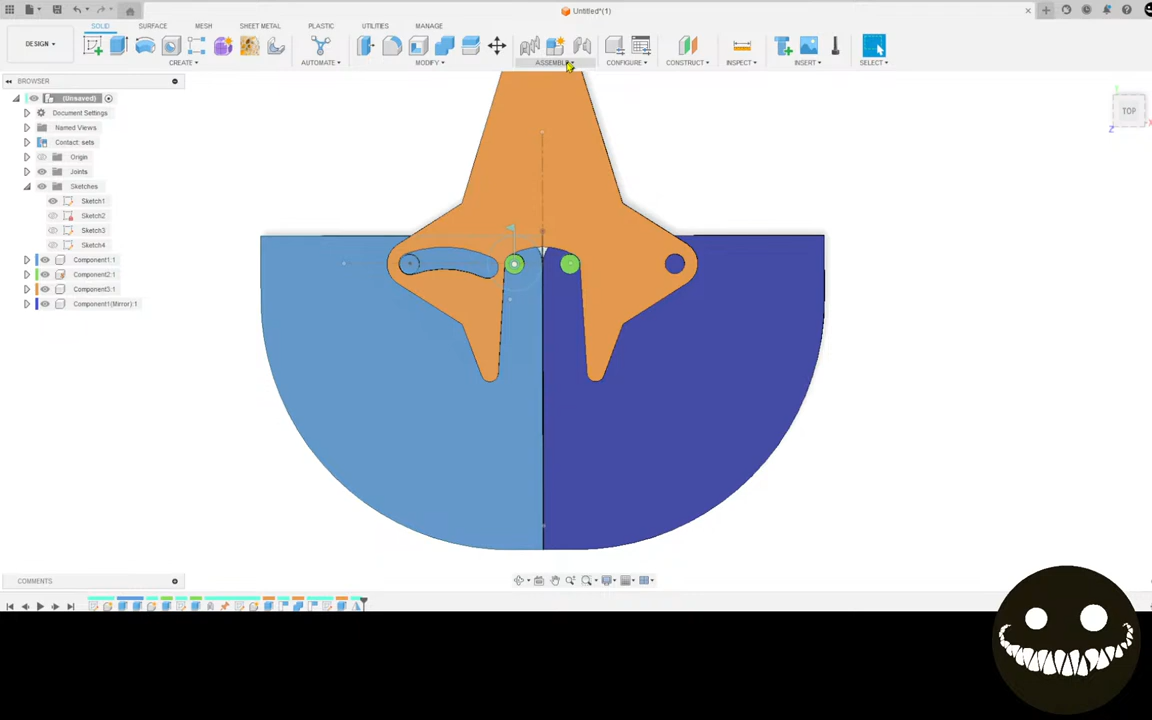 Untitled*(1)
SOLID SURFACE MESH SHEET METAL PLASTIC UTILITIES MANAGE
DESIGN
CREATE AUTOMATE MODIFY ASSEMBLE CONFIGURE CONSTRUCT INSPECT INSERT SELECT
BROWSER
(Unsaved)
Document Settings
Named Views
Contact: sets
Origin
Joints
Sketches
Sketch1
Sketch2
Sketch3
Sketch4
Component1:1
Component2:1
Component3:1
Component1(Mirror):1
TOP
Z
COMMENTS